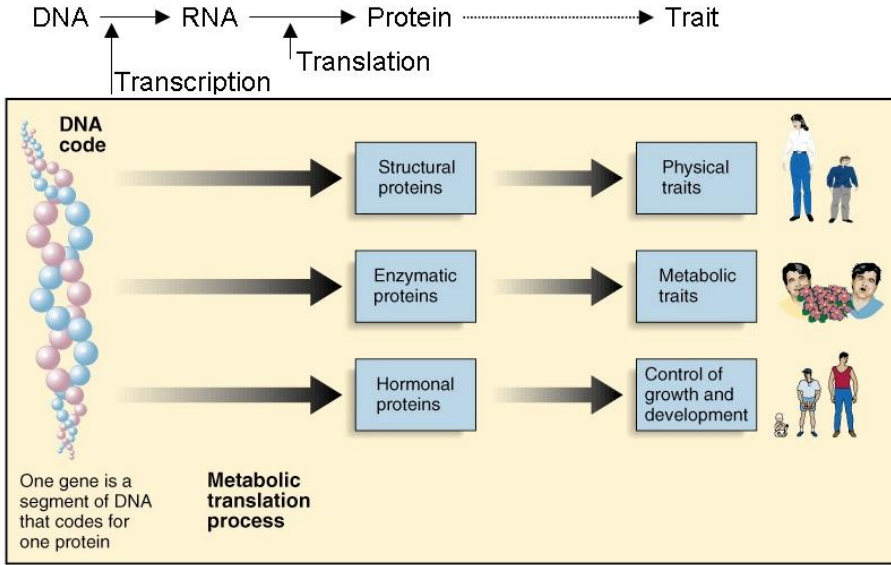 DNA RNA Protein Trait
Transcription
Translation
DNA
code
Structural
proteins
Physical
traits
Enzymatic
proteins
Metabolic
traits
Hormonal
proteins
Control of
growth and
development
One gene is a
segment of DNA
that codes for
one protein
Metabolic
translation
process